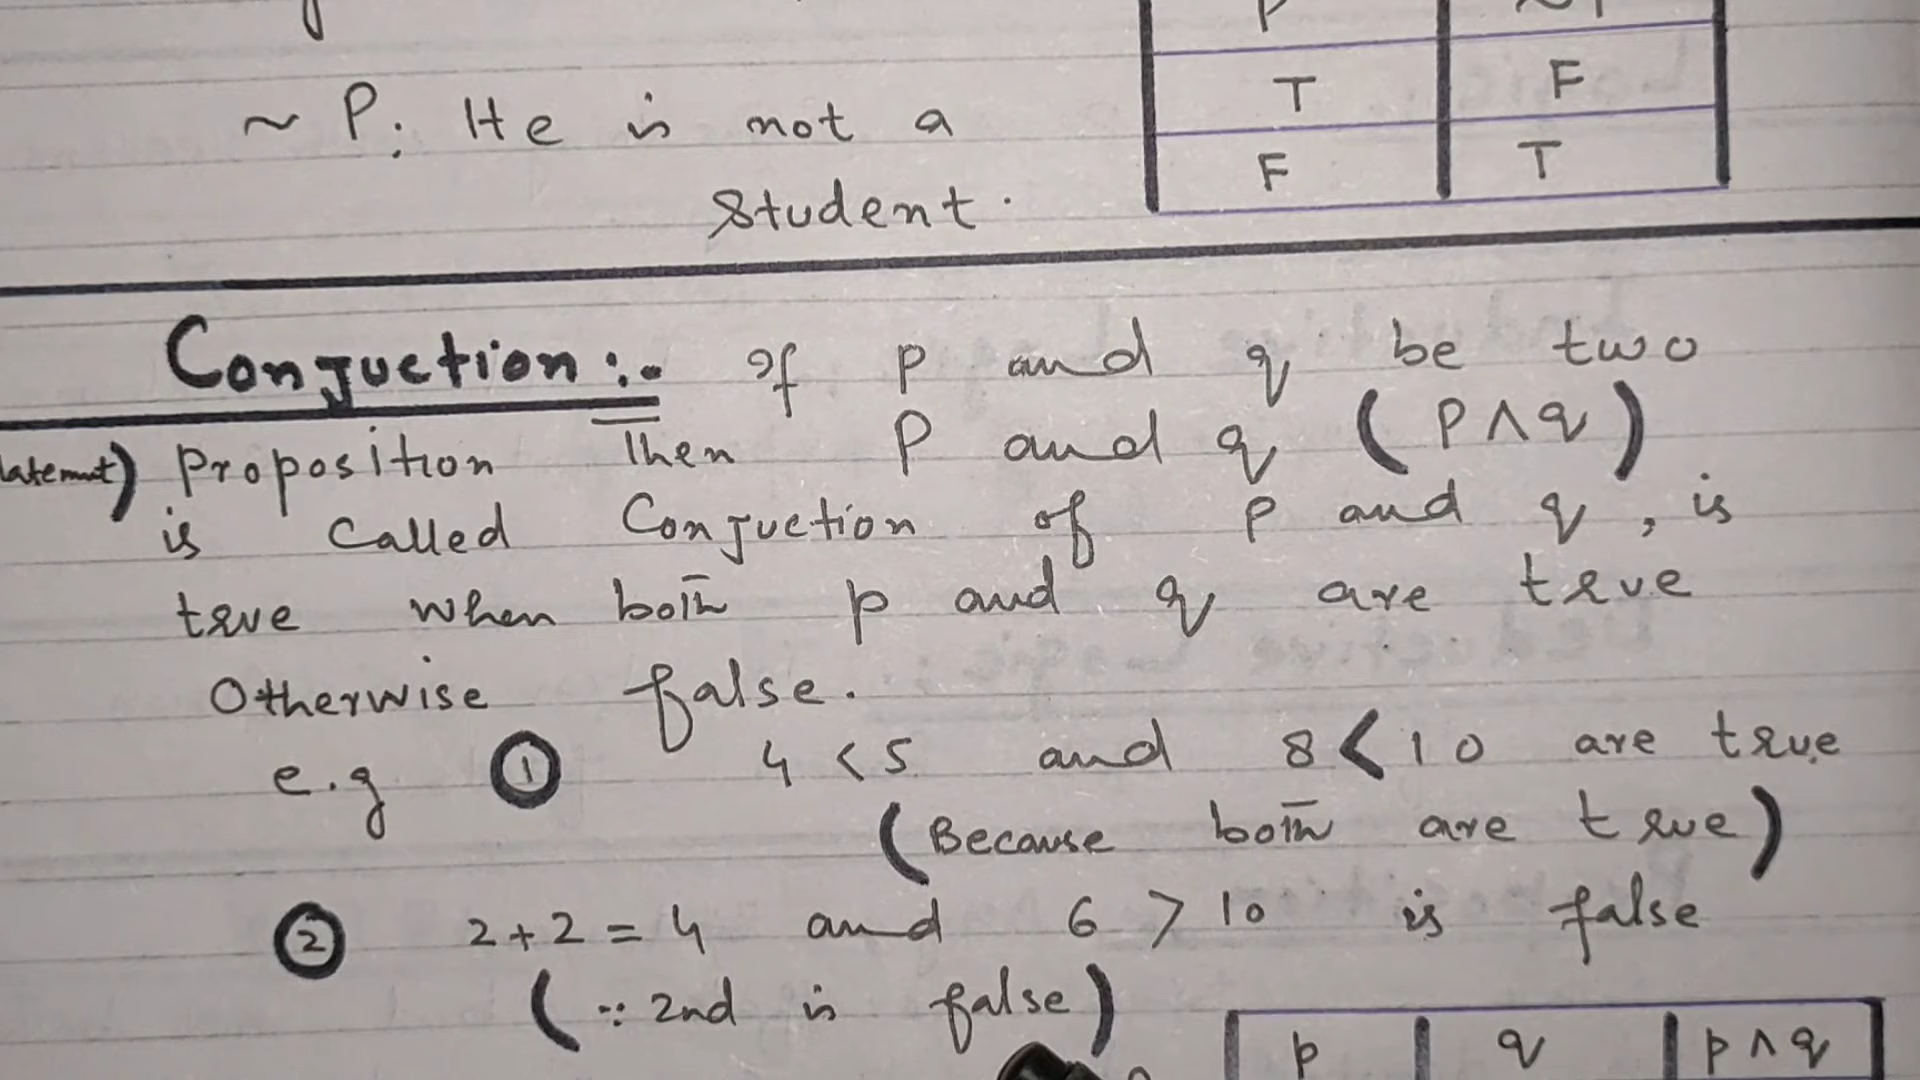 P ~P
T F
~ P: He is not a
F T
student.
Conjuction :- If p and q be two
proposition Then P and q (P∧q)
is called Conjuction of p and q, is
true when both p and q are true
Otherwise false.
e.g ① 4 < 5 and 8 < 10 are true
(Because both are true)
② 2+2=4 and 6 > 10 is false
(∵ 2nd is false)
p q p∧q